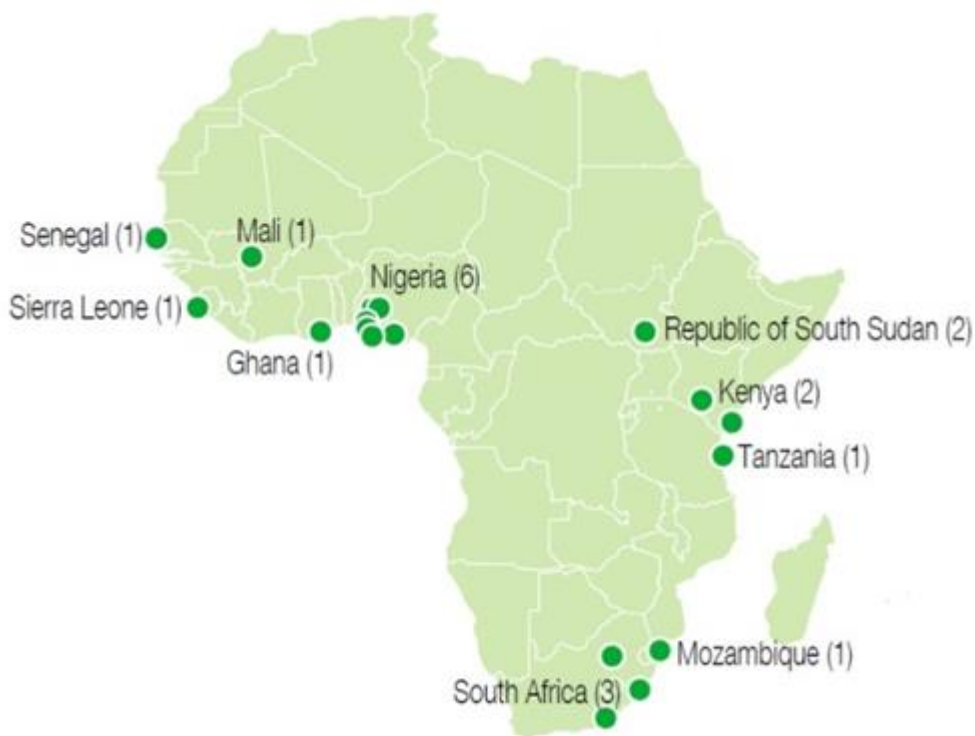 Senegal (1)
Mali (1)
Nigeria (6)
Sierra Leone (1)
Ghana (1)
Republic of South Sudan (2)
Kenya (2)
Tanzania (1)
Mozambique (1)
South Africa (3)